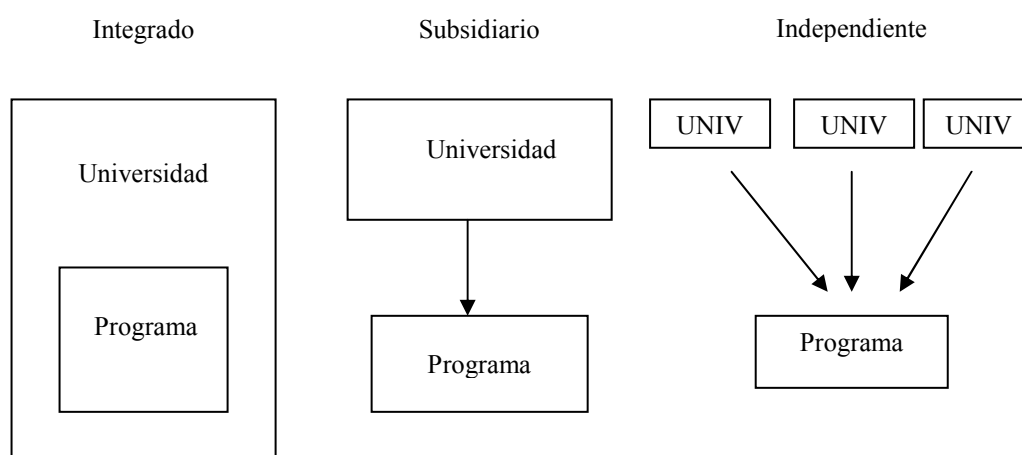 Integrado
Subsidiario
Independiente
UNIV
UNIV
UNIV
Universidad
Universidad
Programa
Programa
Programa